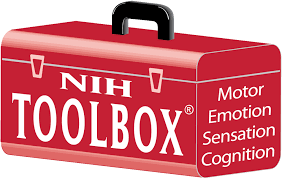 NIH
TOOLBOX®
Motor
Emotion
Sensation
Cognition